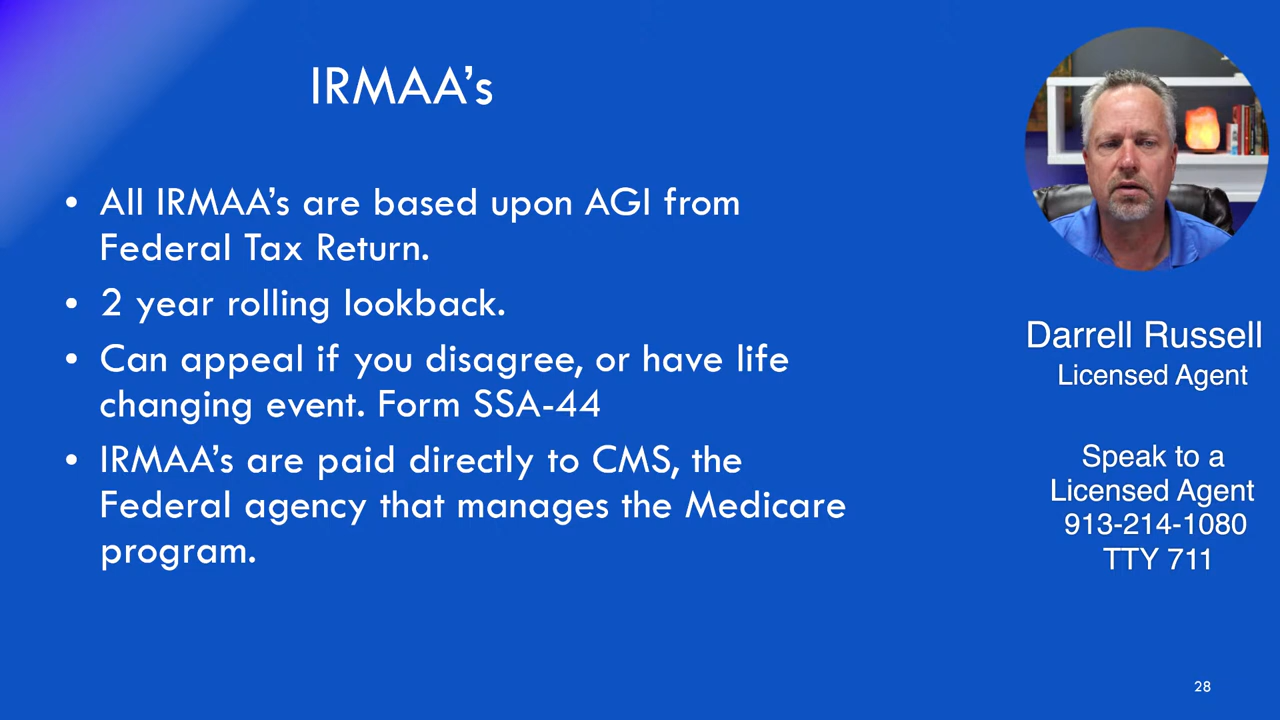 IRMAA’s
• All IRMAA’s are based upon AGI from
Federal Tax Return.
• 2 year rolling lookback.
• Can appeal if you disagree, or have life
changing event. Form SSA-44
• IRMAA’s are paid directly to CMS, the
Federal agency that manages the Medicare
program.
Darrell Russell
Licensed Agent
Speak to a
Licensed Agent
913-214-1080
TTY 711
28